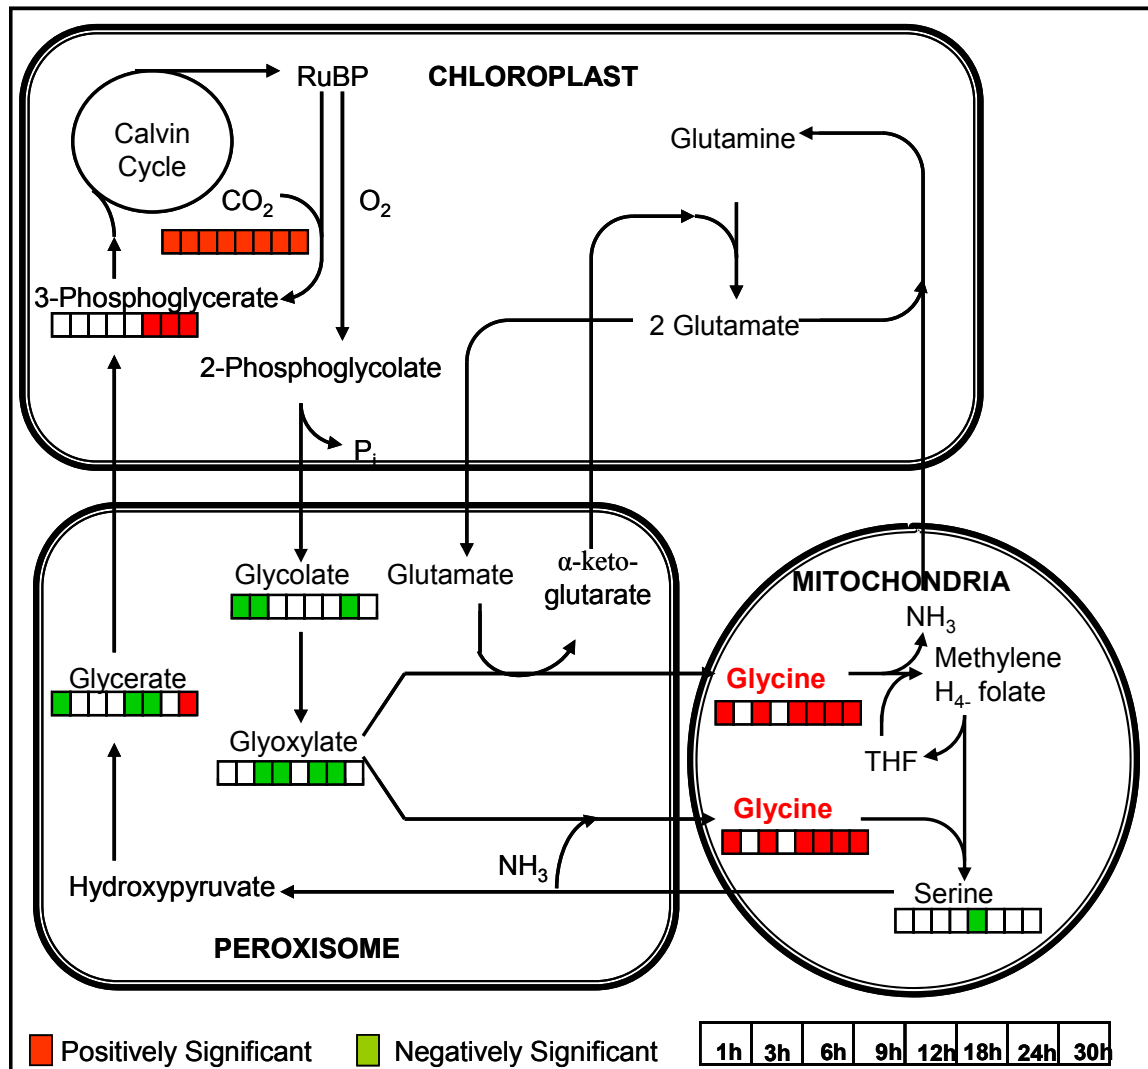 RuBP
CHLOROPLAST
Calvin
Cycle
Glutamine
CO2
O2
3-Phosphoglycerate
2 Glutamate
2-Phosphoglycolate
Pi
Glycolate
Glutamate
α-keto-
glutarate
MITOCHONDRIA
NH3
Methylene
H4- folate
Glycerate
Glycine
Glyoxylate
THF
Glycine
NH3
Hydroxypyruvate
Serine
PEROXISOME
Positively Significant
Negatively Significant
1h 3h 6h 9h 12h 18h 24h 30h